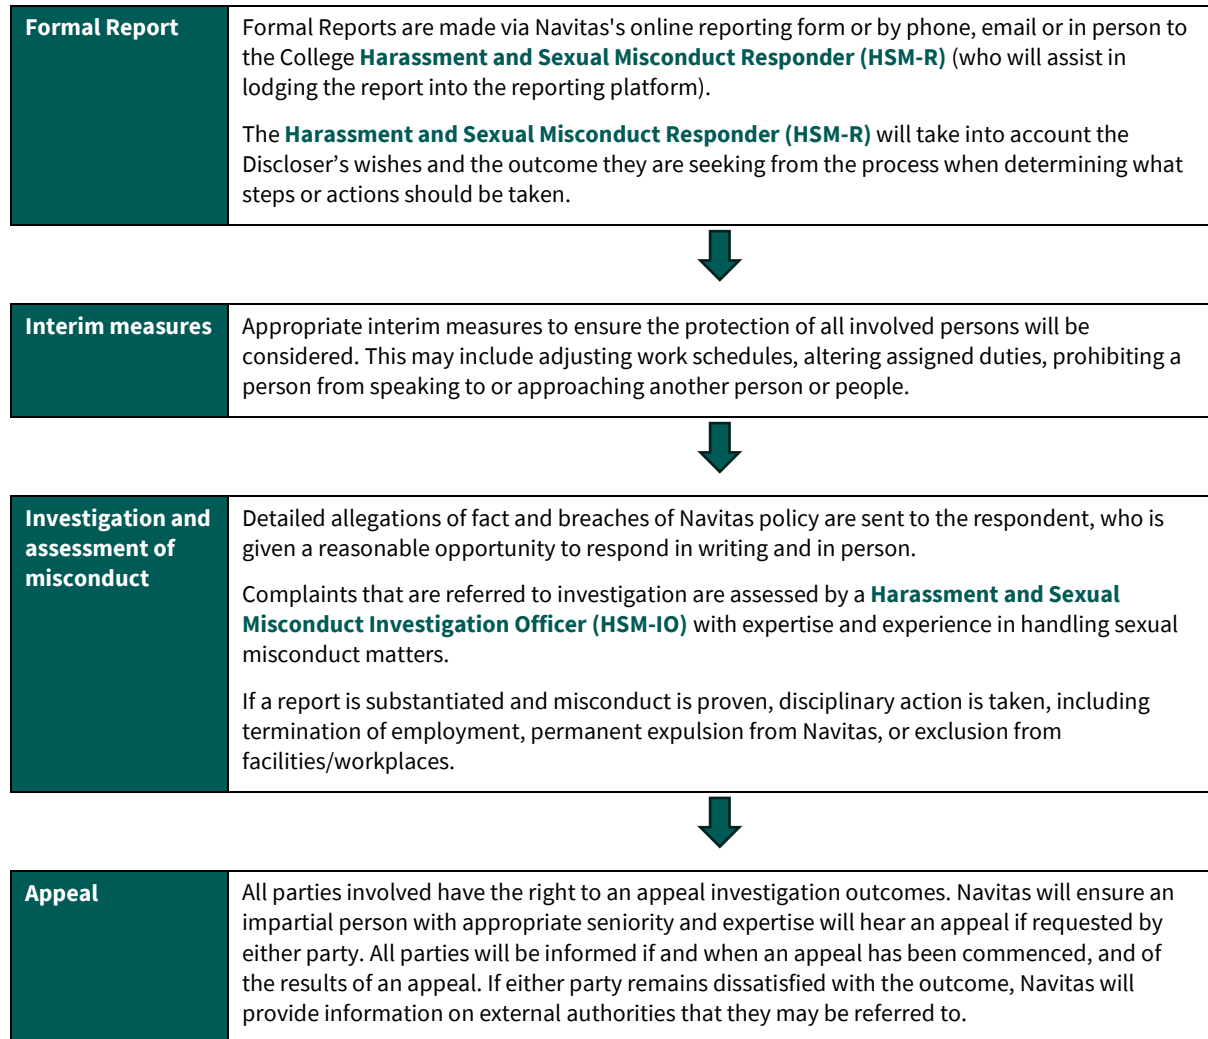 Formal Report
Formal Reports are made via Navitas's online reporting form or by phone, email or in person to
the College Harassment and Sexual Misconduct Responder (HSM-R) (who will assist in
lodging the report into the reporting platform).
The Harassment and Sexual Misconduct Responder (HSM-R) will take into account the
Discloser's wishes and the outcome they are seeking from the process when determining what
steps or actions should be taken.
Interim measures
Appropriate interim measures to ensure the protection of all involved persons will be
considered. This may include adjusting work schedules, altering assigned duties, prohibiting a
person from speaking to or approaching another person or people.
Investigation and
assessment of
misconduct
Detailed allegations of fact and breaches of Navitas policy are sent to the respondent, who is
given a reasonable opportunity to respond in writing and in person.
Complaints that are referred to investigation are assessed by a Harassment and Sexual
Misconduct Investigation Officer (HSM-IO) with expertise and experience in handling sexual
misconduct matters.
If a report is substantiated and misconduct is proven, disciplinary action is taken, including
termination of employment, permanent expulsion from Navitas, or exclusion from
facilities/workplaces.
Appeal
All parties involved have the right to an appeal investigation outcomes. Navitas will ensure an
impartial person with appropriate seniority and expertise will hear an appeal if requested by
either party. All parties will be informed if and when an appeal has been commenced, and of
the results of an appeal. If either party remains dissatisfied with the outcome, Navitas will
provide information on external authorities that they may be referred to.